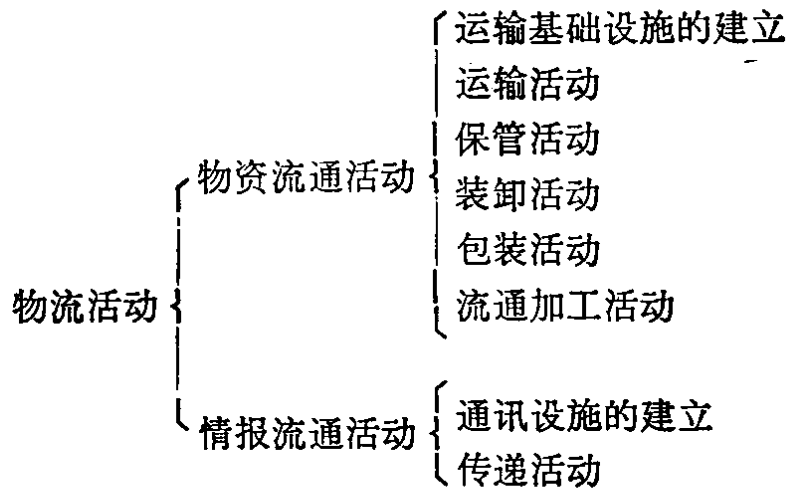 运输基础设施的建立
运输活动
保管活动
物资流通活动
装卸活动
包装活动
物流活动
流通加工活动
通讯设施的建立
情报流通活动
传递活动